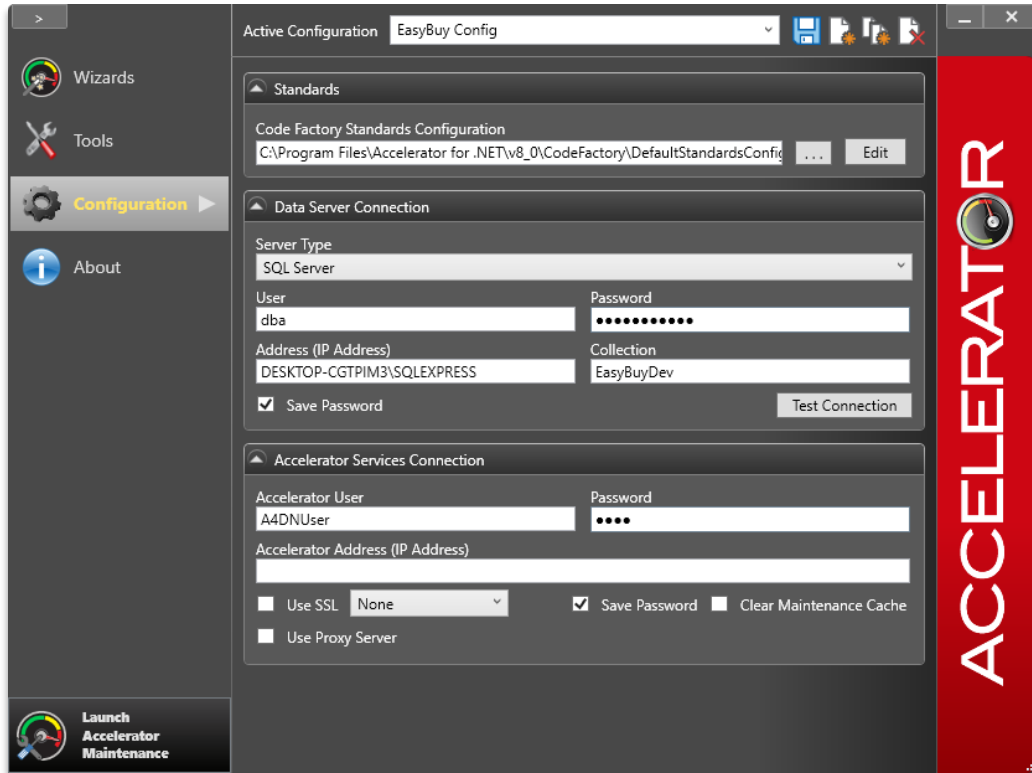 >
Active Configuration EasyBuy Config
Wizards
Tools
Configuration
About
Launch
Accelerator
Maintenance
Standards
Code Factory Standards Configuration
C:\Program Files\Accelerator for .NET\v8_0\CodeFactory\DefaultStandardsConfig ... Edit
Data Server Connection
Server Type
SQL Server
User Password
dba •••••••••••
Address (IP Address) Collection
DESKTOP-CGTPIM3\SQLEXPRESS EasyBuyDev
Save Password Test Connection
Accelerator Services Connection
Accelerator User Password
A4DNUser ••••
Accelerator Address (IP Address)
Use SSL None Save Password Clear Maintenance Cache
Use Proxy Server
ACCELERATOR